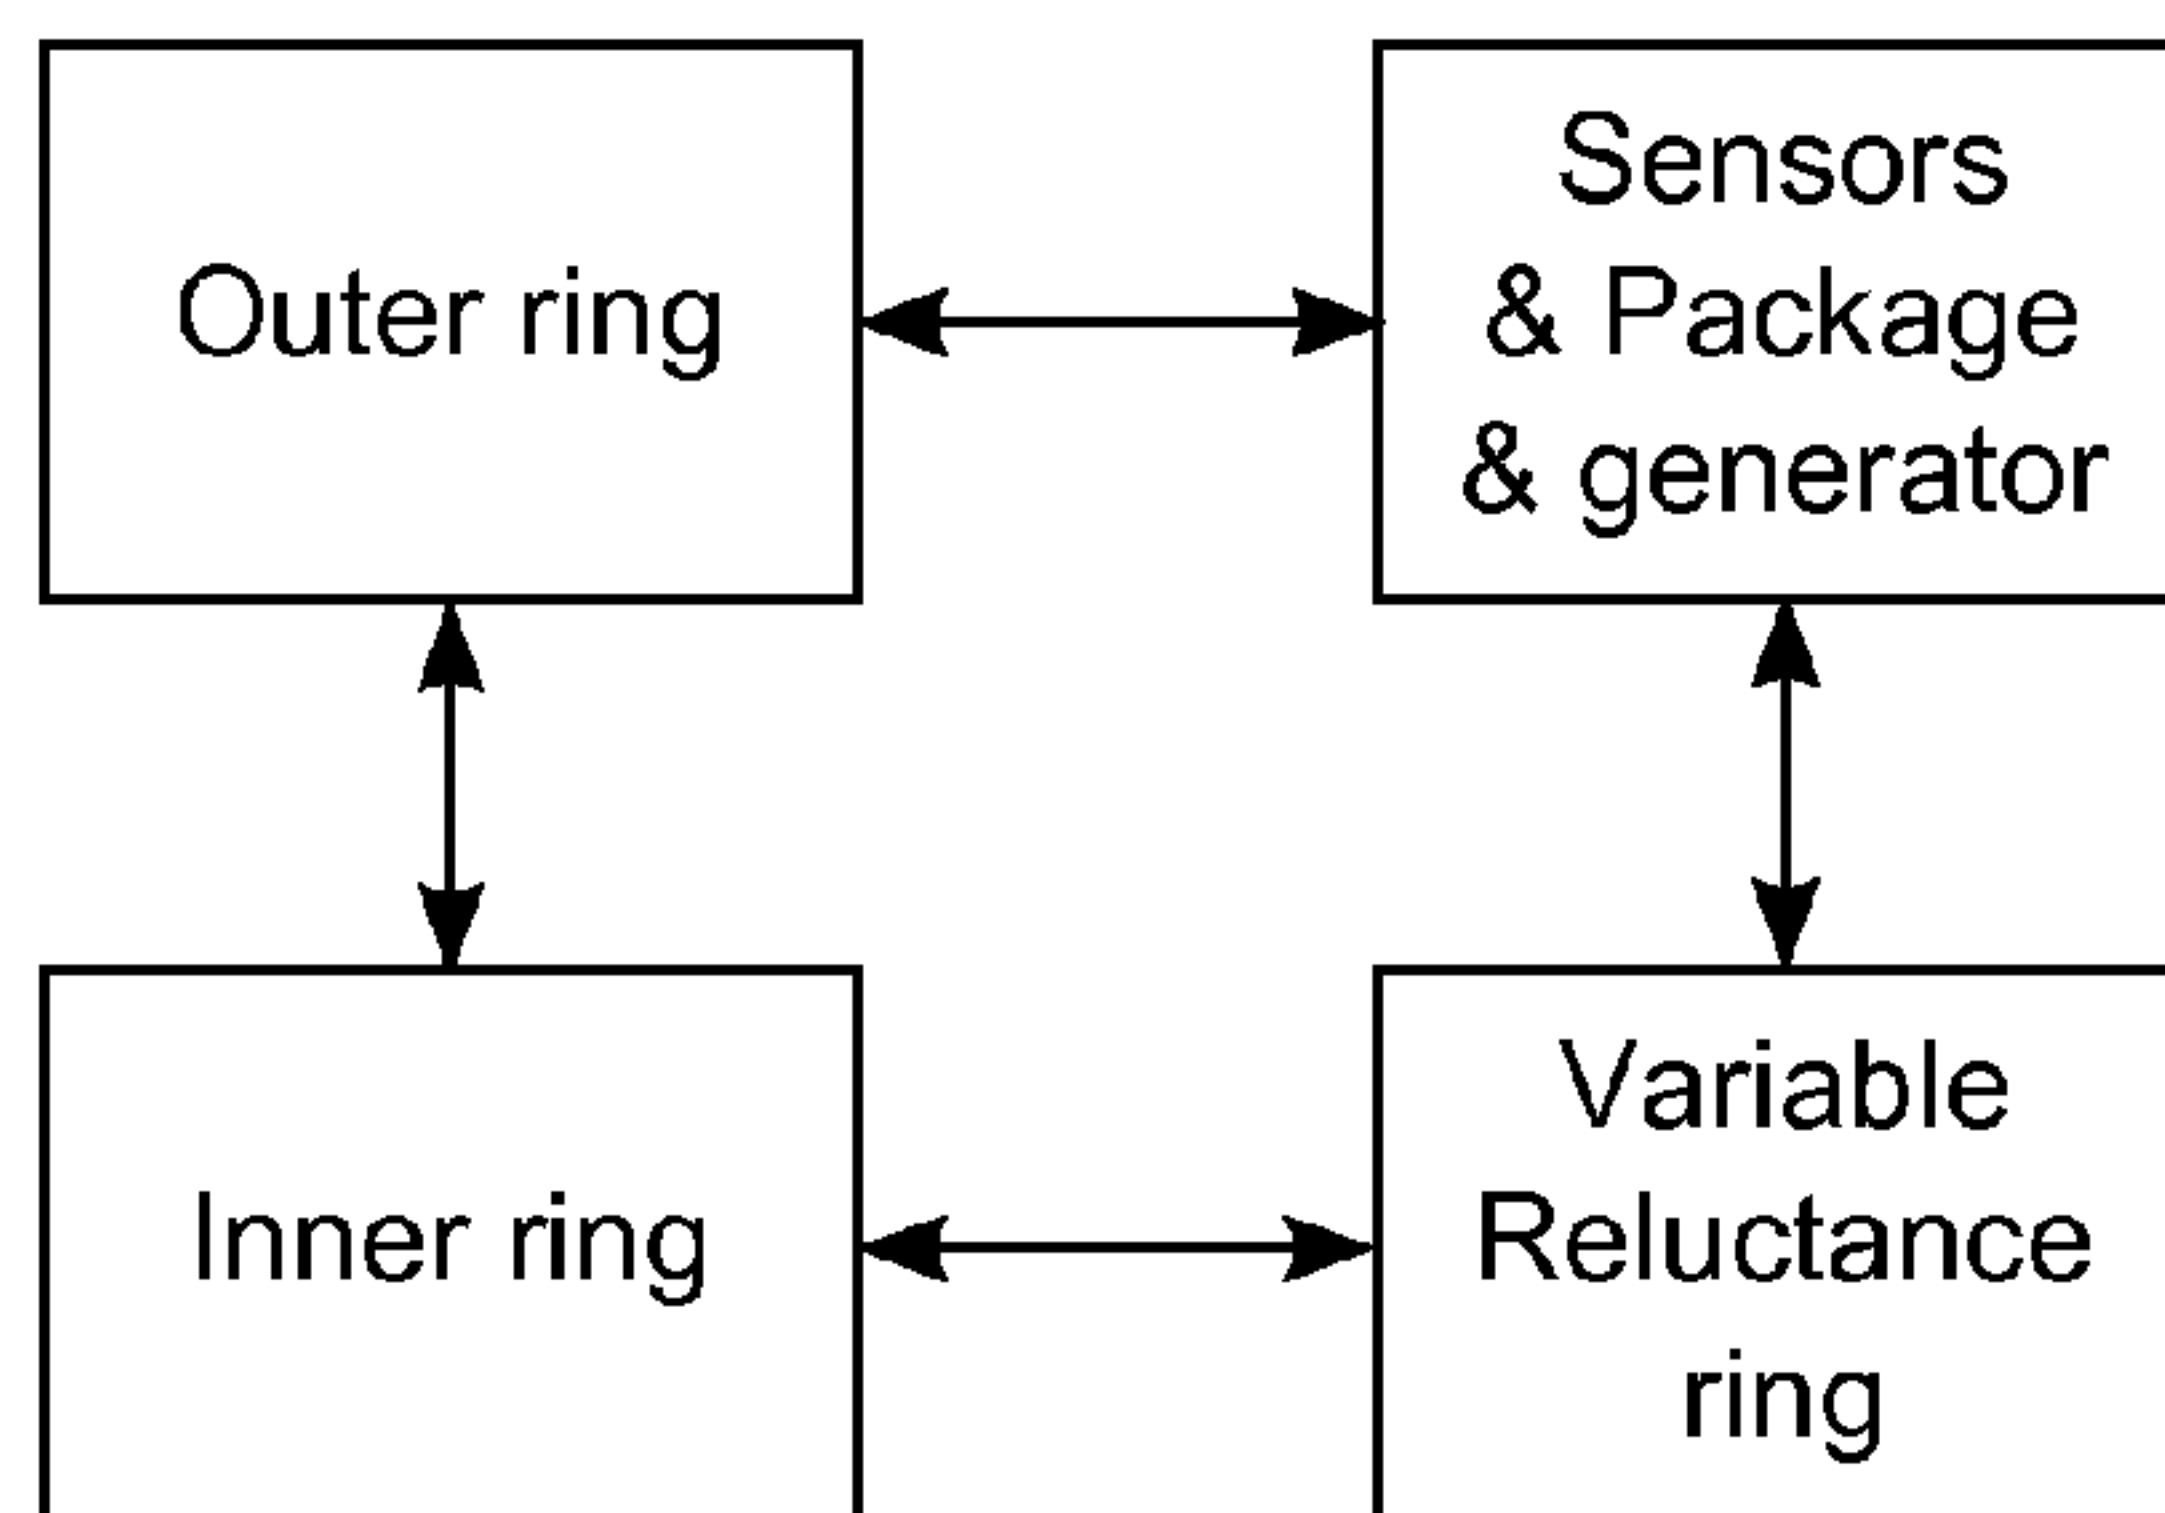 Outer ring
Sensors
& Package
& generator
Inner ring
Variable
Reluctance
ring